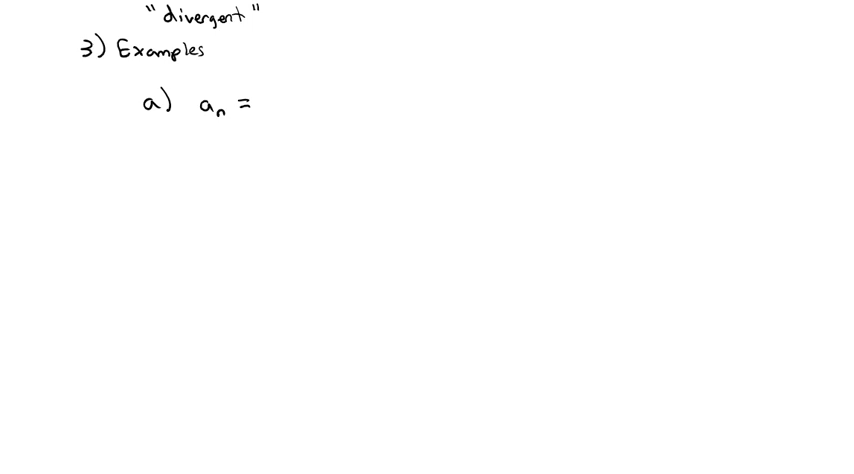 "divergent"
3) Examples
a) aₙ =